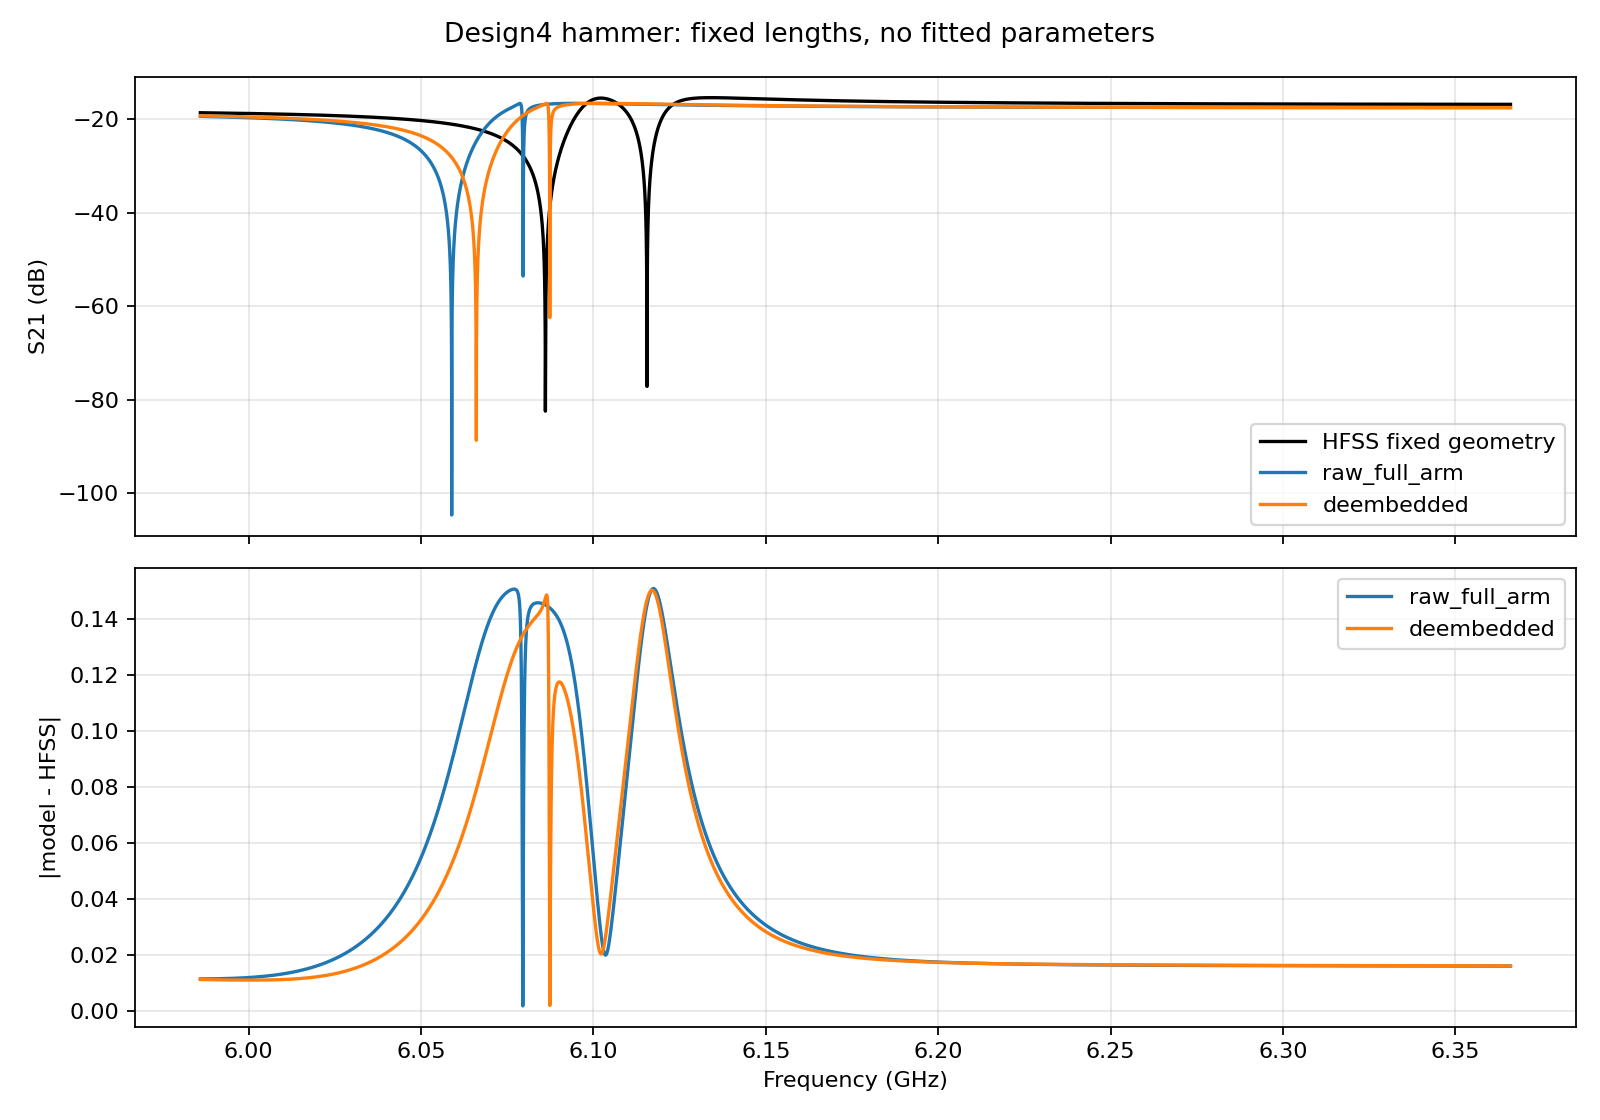 Design4 hammer: fixed lengths, no fitted parameters
S21 (dB)
−20
−40
−60
−80
−100
HFSS fixed geometry
raw_full_arm
deembedded
|model - HFSS|
0.14
0.12
0.10
0.08
0.06
0.04
0.02
0.00
raw_full_arm
deembedded
6.00 6.05 6.10 6.15 6.20 6.25 6.30 6.35
Frequency (GHz)